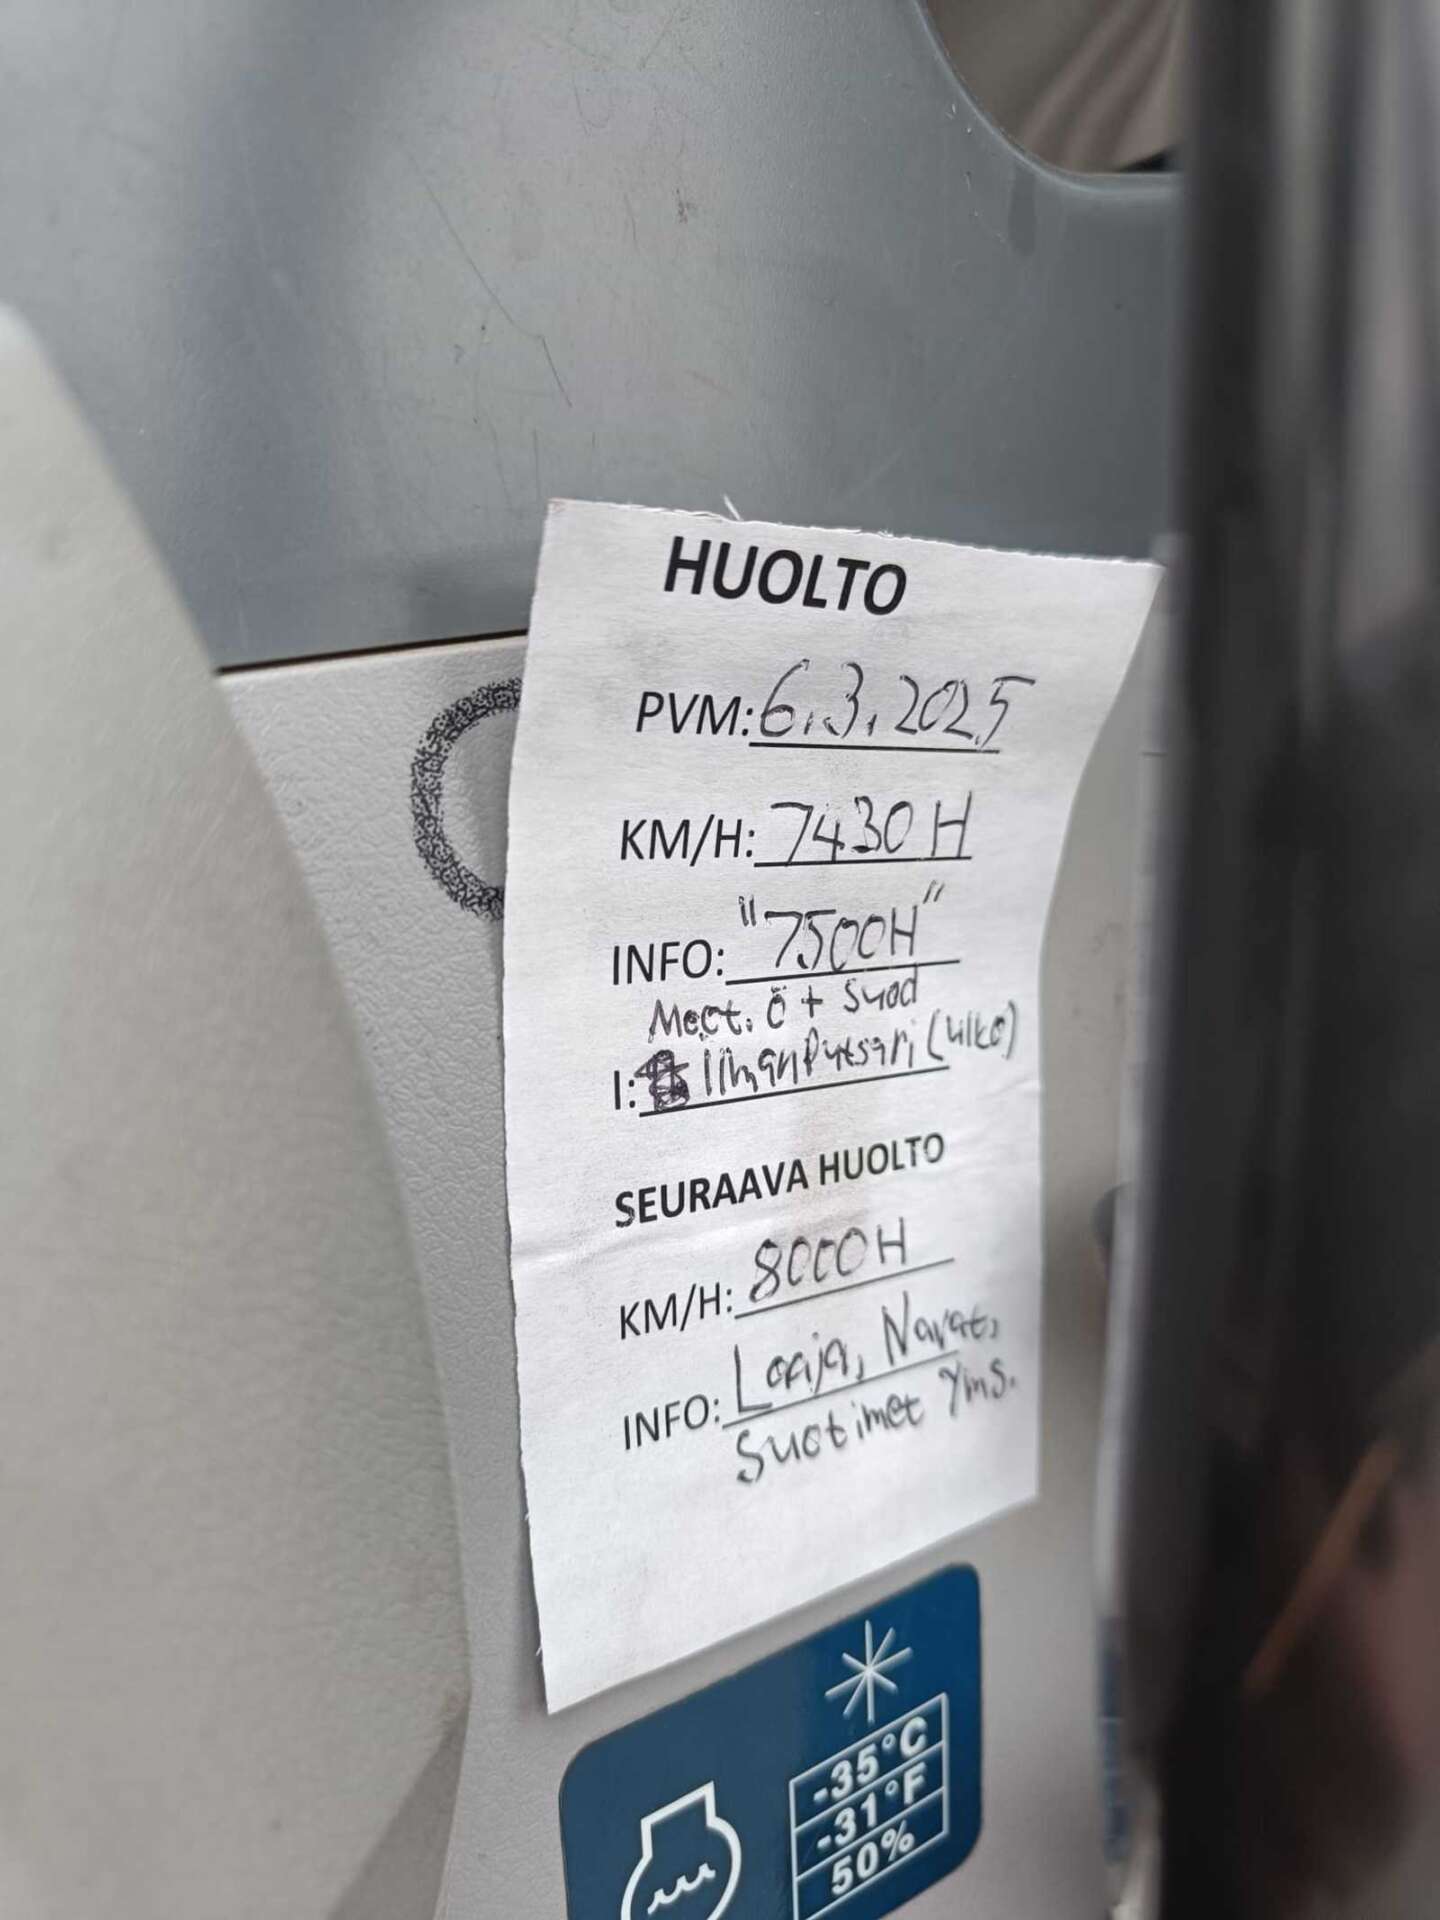 HUOLTO
PVM: 6.3.2025
KM/H: 7430 H
INFO: "7500H"
Moot. ö + suod
I: Ilmanputsari (ulko)
SEURAAVA HUOLTO
KM/H: 8000 H
INFO: Laaja, Navat,
Suotimet yms.
-35°C
-31°F
50%